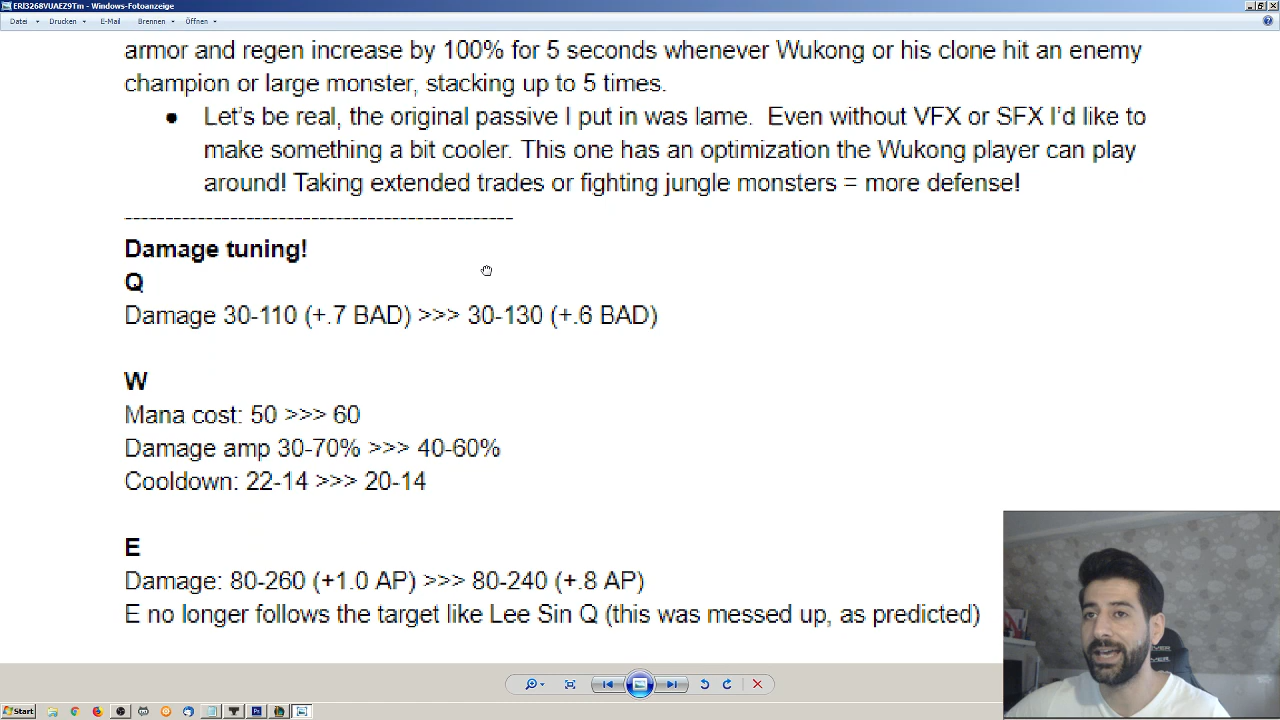 ERJ3268VUAEZ9Tm - Windows-Fotoanzeige
Datei Drucken E-Mail Brennen Öffnen
armor and regen increase by 100% for 5 seconds whenever Wukong or his clone hit an enemy
champion or large monster, stacking up to 5 times.
● Let's be real, the original passive I put in was lame. Even without VFX or SFX I'd like to
make something a bit cooler. This one has an optimization the Wukong player can play
around! Taking extended trades or fighting jungle monsters = more defense!
-----------------------------------------------
Damage tuning!
Q
Damage 30-110 (+.7 BAD) >>> 30-130 (+.6 BAD)
W
Mana cost: 50 >>> 60
Damage amp 30-70% >>> 40-60%
Cooldown: 22-14 >>> 20-14
E
Damage: 80-260 (+1.0 AP) >>> 80-240 (+.8 AP)
E no longer follows the target like Lee Sin Q (this was messed up, as predicted)
Start